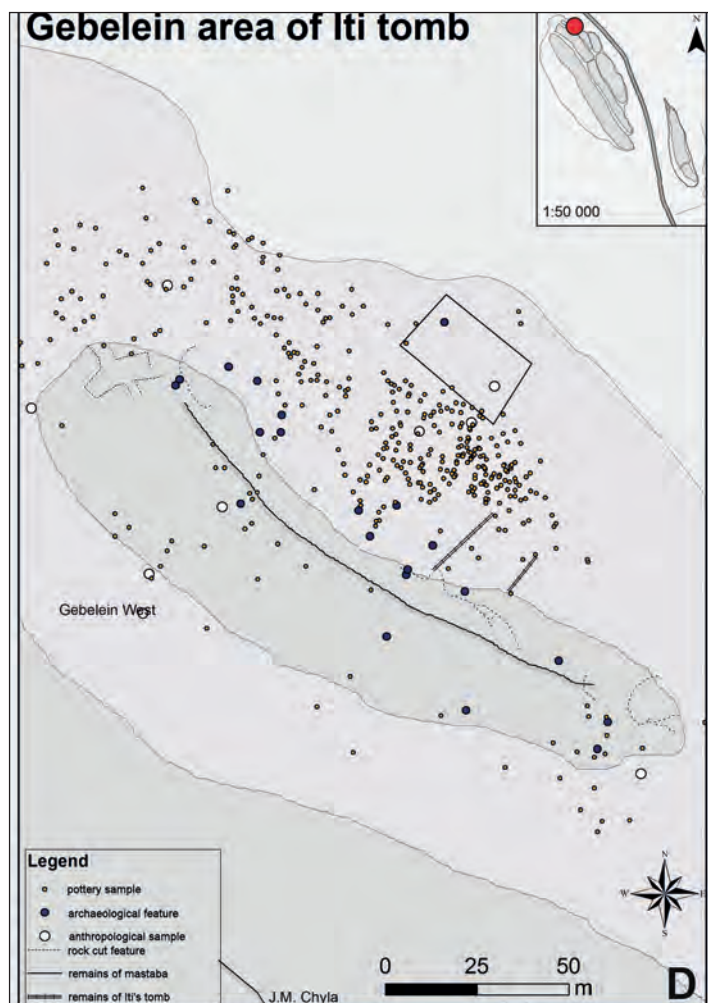 Gebelein area of Iti tomb
N
1:50 000
Gebelein West
Legend
pottery sample
archaeological feature
anthropological sample
rock cut feature
remains of mastaba
remains of Iti's tomb
J.M. Chyla
0 25 50
m
N
W E
S
D